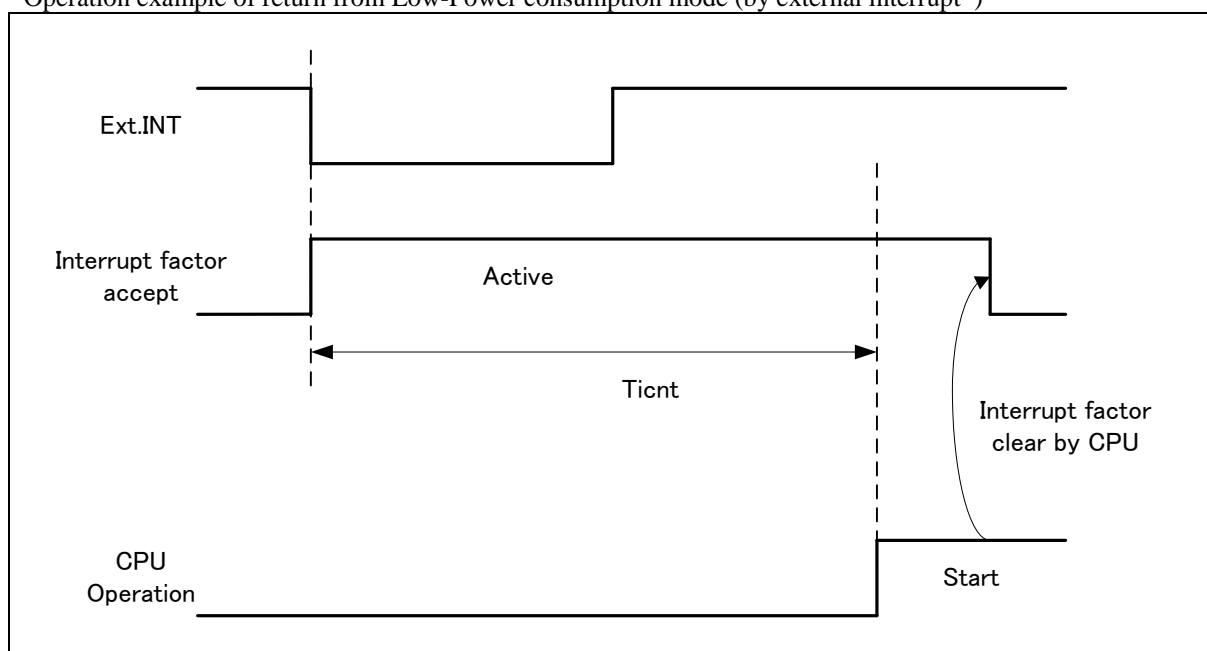 Operation example of return from Low-Power consumption mode (by external interrupt )
Ext.INT
Interrupt factor
accept
Active
Ticnt
Interrupt factor
clear by CPU
CPU
Operation
Start